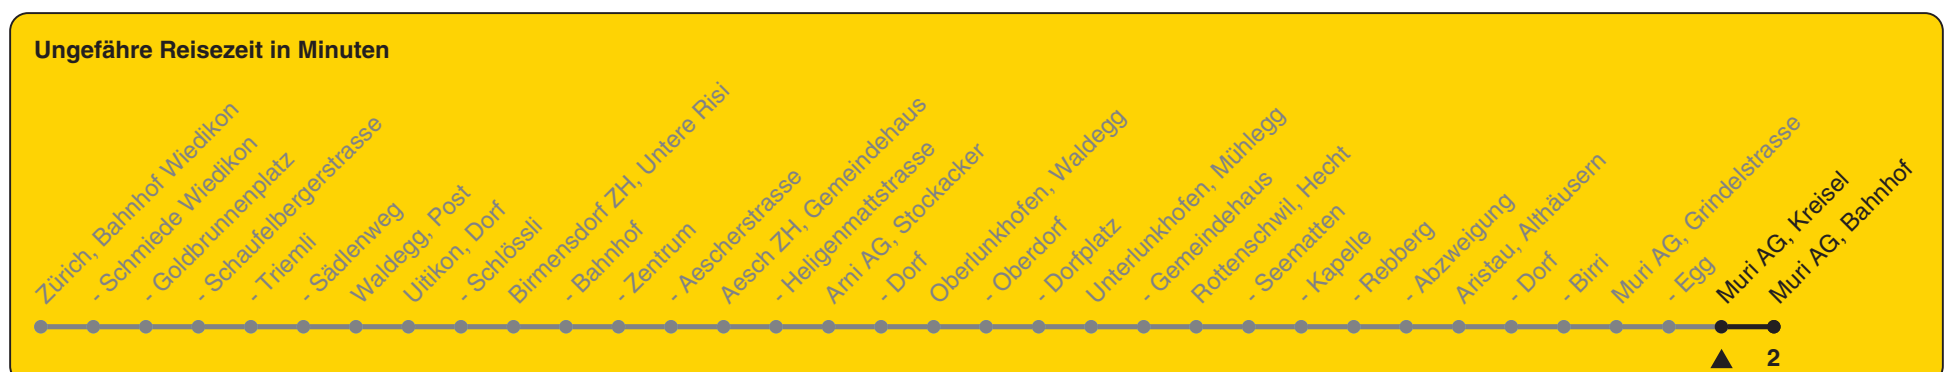 Ungefähre Reisezeit in Minuten
Zürich, Bahnhof Wiedikon
- Schmiede Wiedikon
- Goldbrunnenplatz
- Schaufelbergerstrasse
- Triemli
- Sädlenweg
Waldegg, Post
Uitikon, Dorf
- Schlössli
Birmensdorf ZH, Untere Risi
- Bahnhof
- Zentrum
- Aescherstrasse
Aesch ZH, Gemeindehaus
- Heligenmattstrasse
Arni AG, Stockacker
- Dorf
Oberlunkhofen, Waldegg
- Oberdorf
- Dorfplatz
Unterlunkhofen, Mühlegg
- Gemeindehaus
Rottenschwil, Hecht
- Seematten
- Kapelle
- Rebberg
- Abzweigung
Aristau, Althäusern
- Dorf
- Birri
Muri AG, Grindelstrasse
- Egg
Muri AG, Kreisel
Muri AG, Bahnhof
2